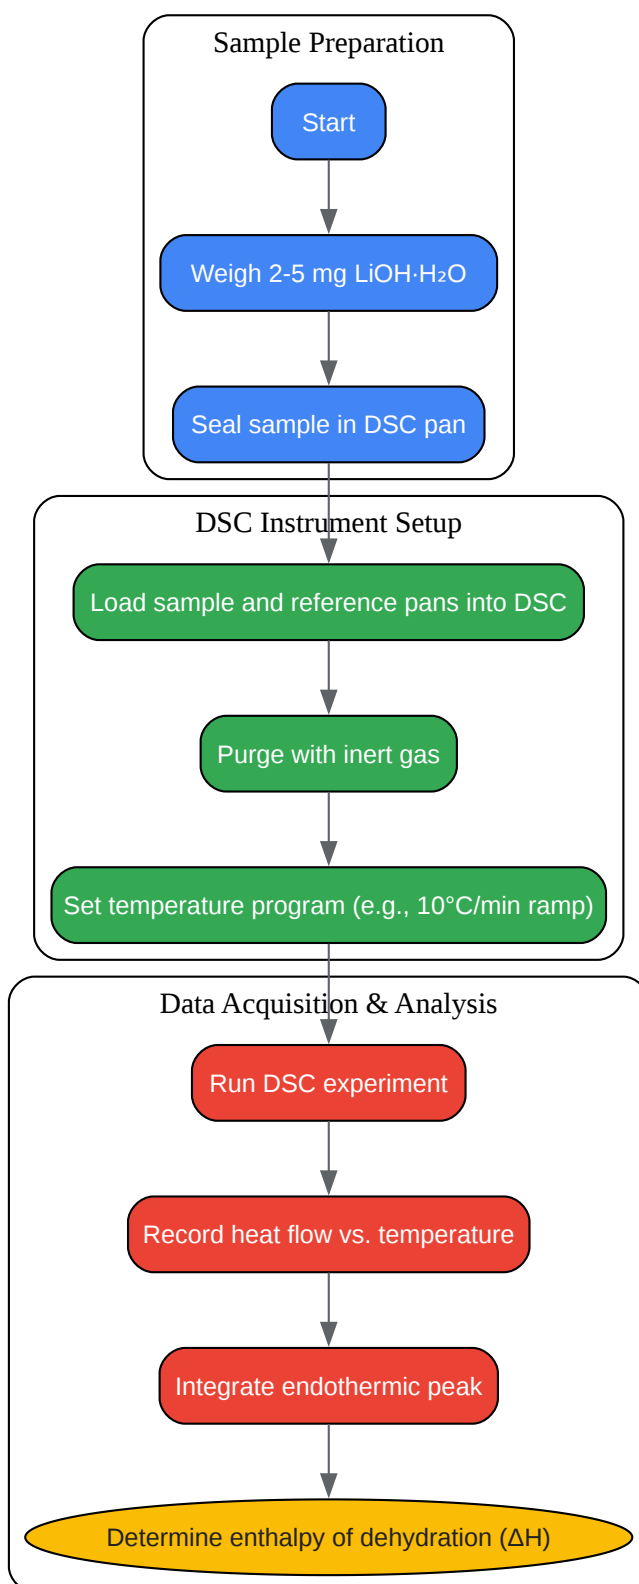 Sample Preparation
Start
Weigh 2-5 mg LiOH·H₂O
Seal sample in DSC pan
DSC Instrument Setup
Load sample and reference pans into DSC
Purge with inert gas
Set temperature program (e.g., 10°C/min ramp)
Data Acquisition & Analysis
Run DSC experiment
Record heat flow vs. temperature
Integrate endothermic peak
Determine enthalpy of dehydration (ΔH)